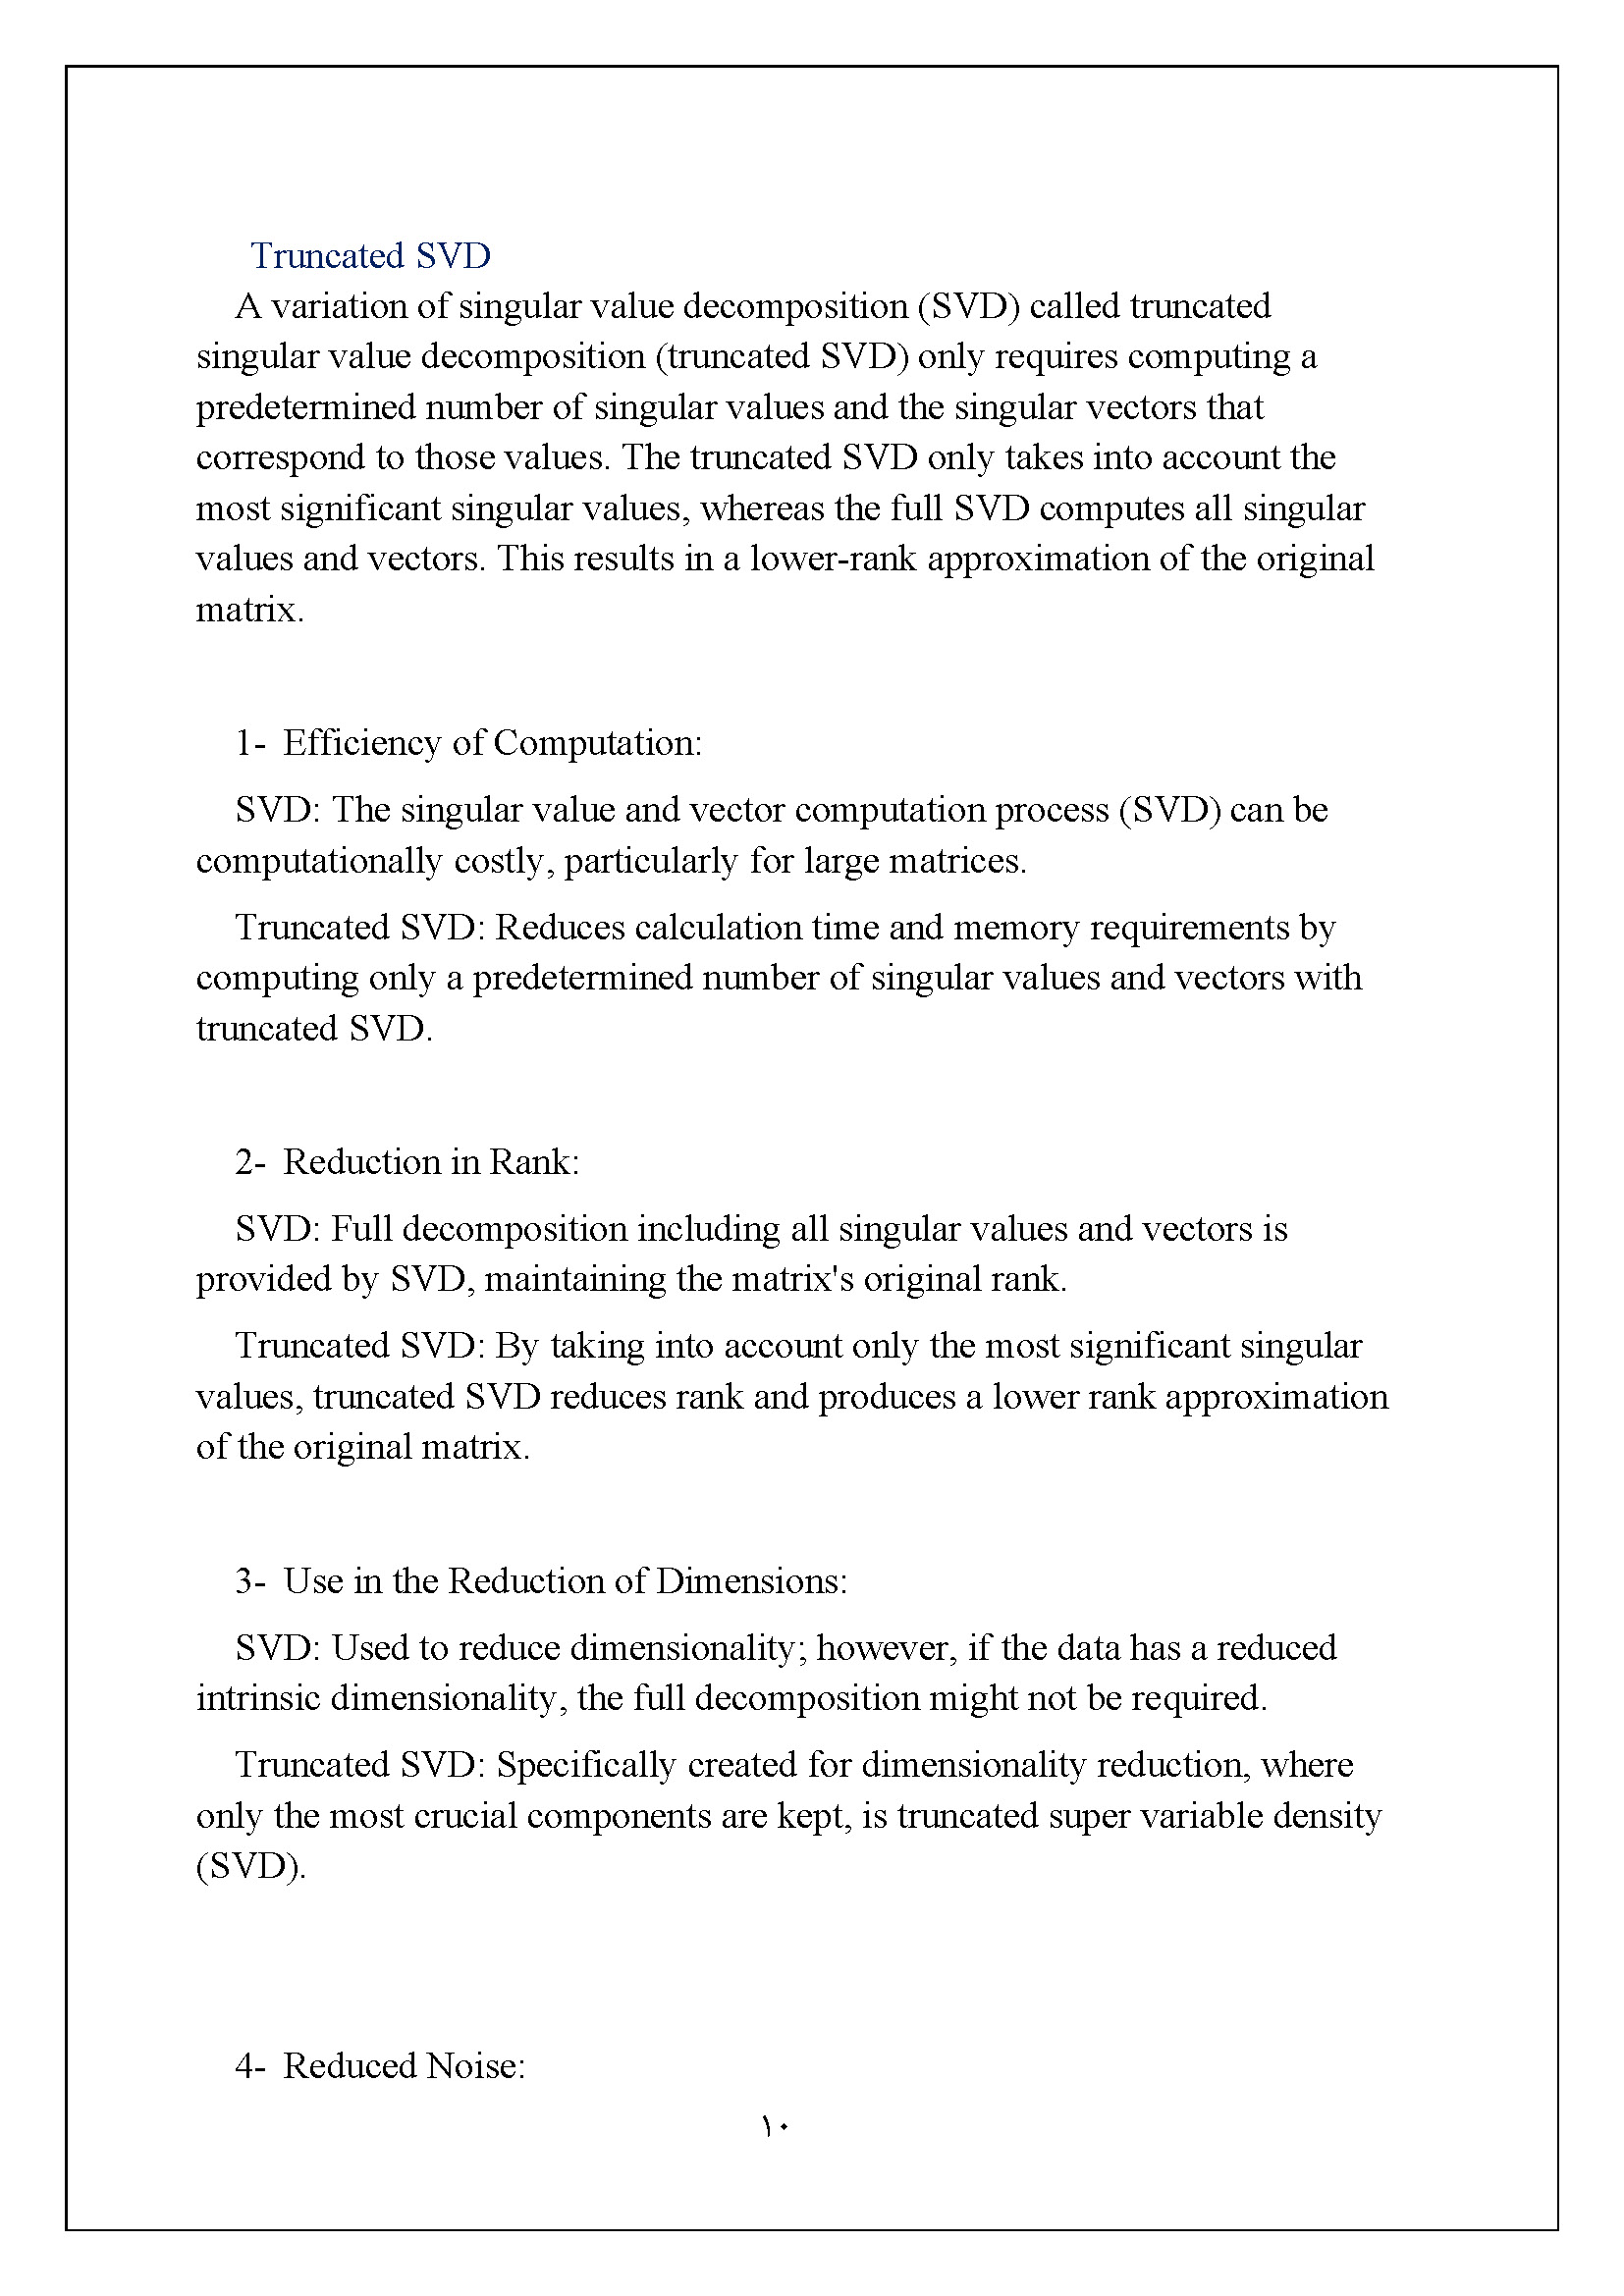 Truncated SVD
A variation of singular value decomposition (SVD) called truncated
singular value decomposition (truncated SVD) only requires computing a
predetermined number of singular values and the singular vectors that
correspond to those values. The truncated SVD only takes into account the
most significant singular values, whereas the full SVD computes all singular
values and vectors. This results in a lower-rank approximation of the original
matrix.
1- Efficiency of Computation:
SVD: The singular value and vector computation process (SVD) can be
computationally costly, particularly for large matrices.
Truncated SVD: Reduces calculation time and memory requirements by
computing only a predetermined number of singular values and vectors with
truncated SVD.
2- Reduction in Rank:
SVD: Full decomposition including all singular values and vectors is
provided by SVD, maintaining the matrix's original rank.
Truncated SVD: By taking into account only the most significant singular
values, truncated SVD reduces rank and produces a lower rank approximation
of the original matrix.
3- Use in the Reduction of Dimensions:
SVD: Used to reduce dimensionality; however, if the data has a reduced
intrinsic dimensionality, the full decomposition might not be required.
Truncated SVD: Specifically created for dimensionality reduction, where
only the most crucial components are kept, is truncated super variable density
(SVD).
4- Reduced Noise:
١٠